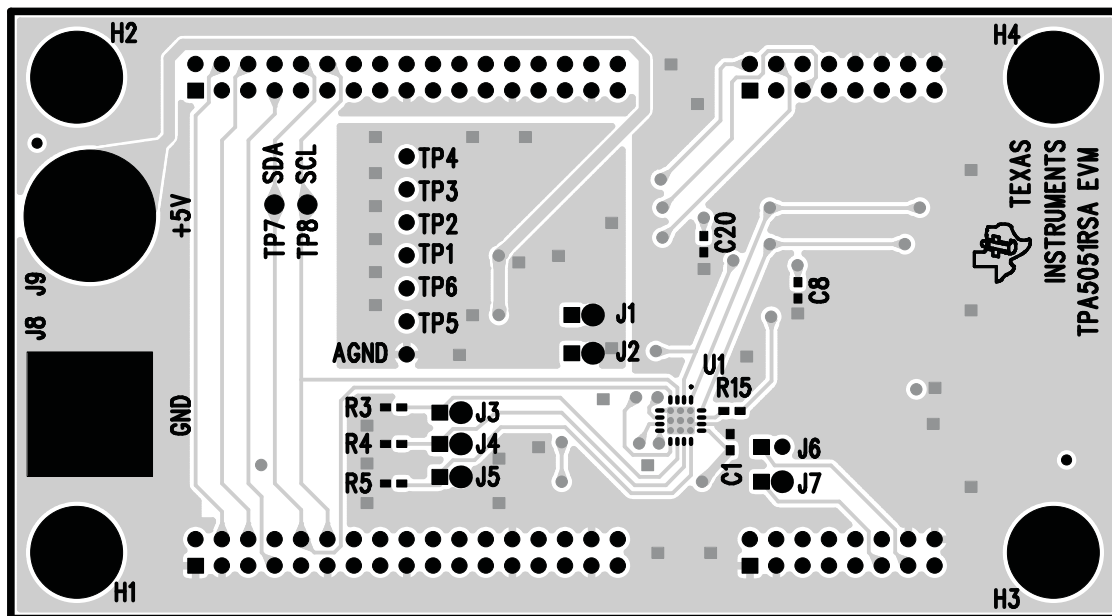 H2
H4
TP7 SDA
TP8 SCL
TP4
TP3
TP2
TP1
TP6
TP5
AGND
+5V
J9
J8
GND
TEXAS
INSTRUMENTS
TPA5051RSA EVM
C20
C8
J1
J2
U1
R15
R3
J3
R4
J4
R5
J5
C1
J6
J7
H1
H3